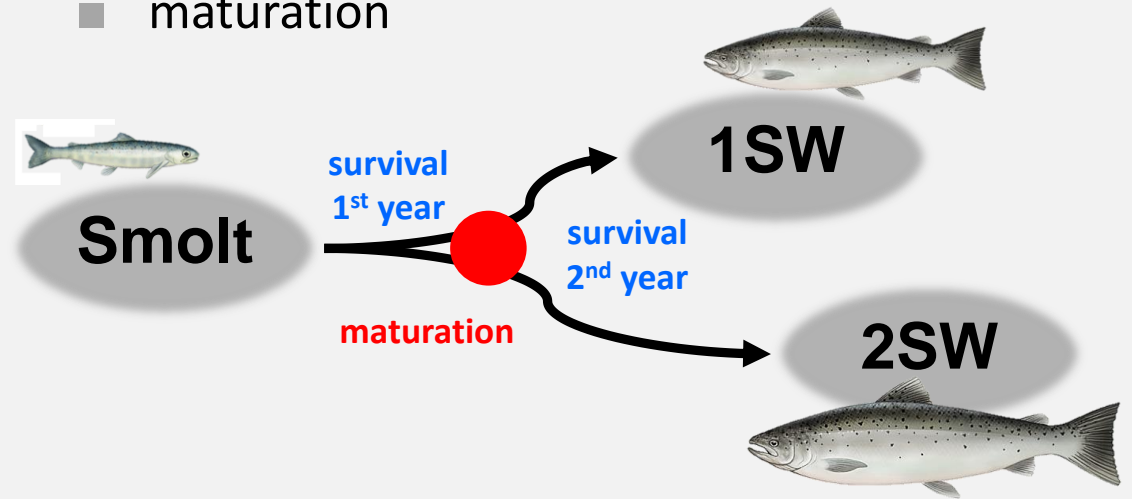 maturation
survival
1st year
1SW
Smolt
survival
2nd year
maturation
2SW